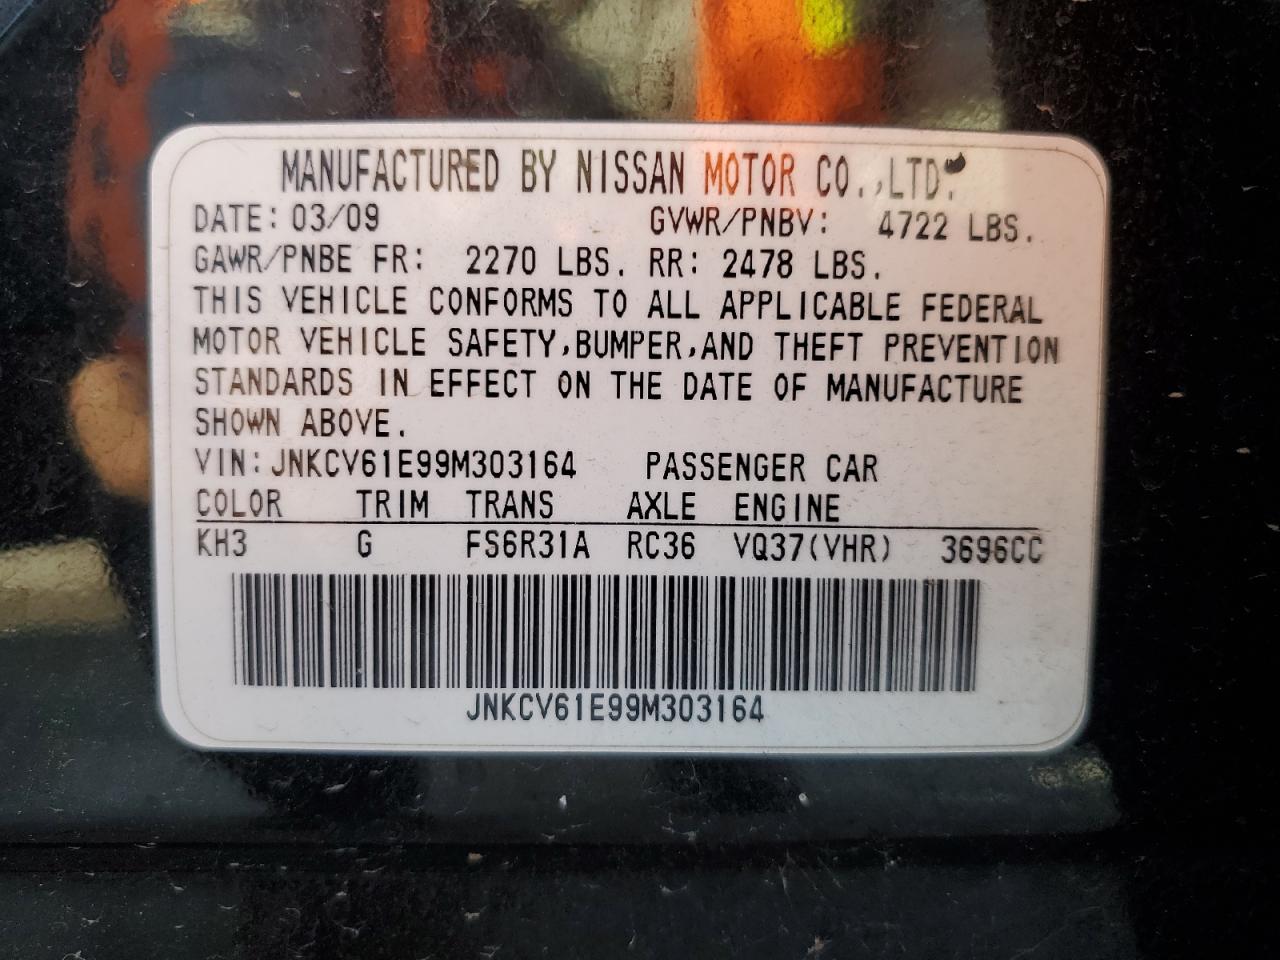 MANUFACTURED BY NISSAN MOTOR CO.,LTD.
DATE: 03/09 GVWR/PNBV: 4722 LBS.
GAWR/PNBE FR: 2270 LBS. RR: 2478 LBS.
THIS VEHICLE CONFORMS TO ALL APPLICABLE FEDERAL
MOTOR VEHICLE SAFETY,BUMPER,AND THEFT PREVENTION
STANDARDS IN EFFECT ON THE DATE OF MANUFACTURE
SHOWN ABOVE.
VIN: JNKCV61E99M303164 PASSENGER CAR
COLOR TRIM TRANS AXLE ENGINE
KH3 G FS6R31A RC36 VQ37(VHR) 3696CC
JNKCV61E99M303164